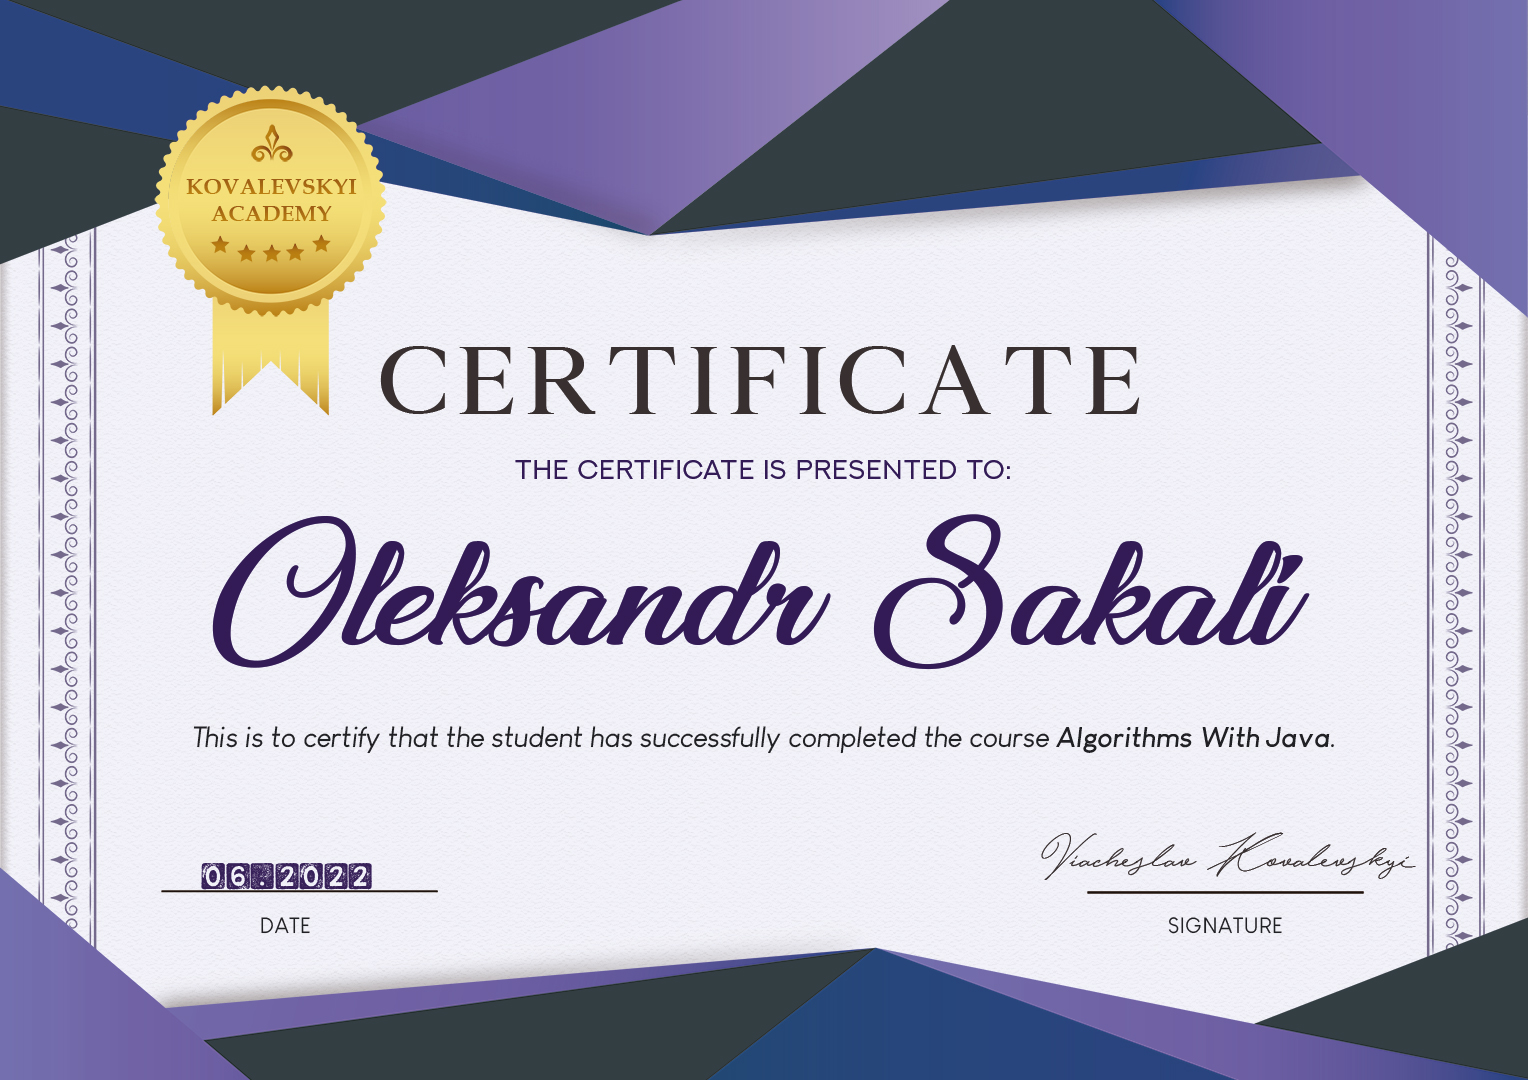 KOVALEVSKYI
ACADEMY
CERTIFICATE
THE CERTIFICATE IS PRESENTED TO:
Oleksandr Sakali
This is to certify that the student has successfully completed the course Algorithms With Java.
06.2022
Viacheslav Kovalevskyi
DATE
SIGNATURE